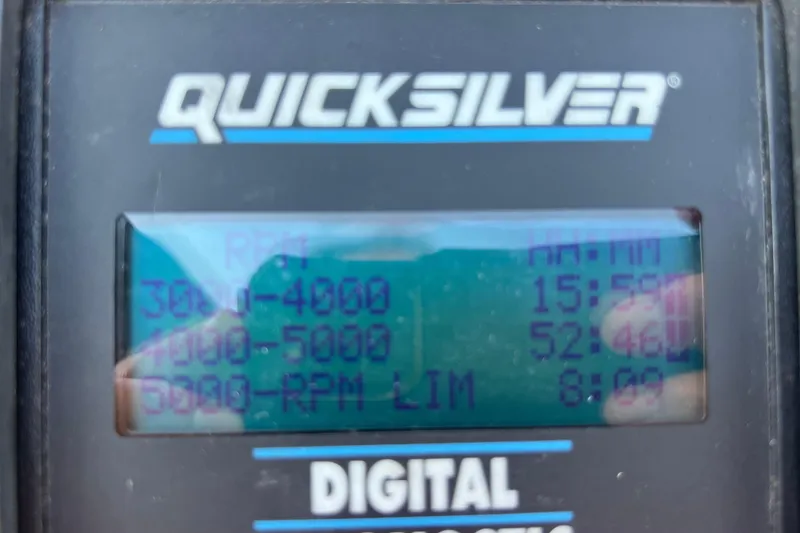 QUICKSILVER®
RPM HH:MM
3000-4000 15:59
4000-5000 52:46
5000-RPM LIM 8:09
DIGITAL